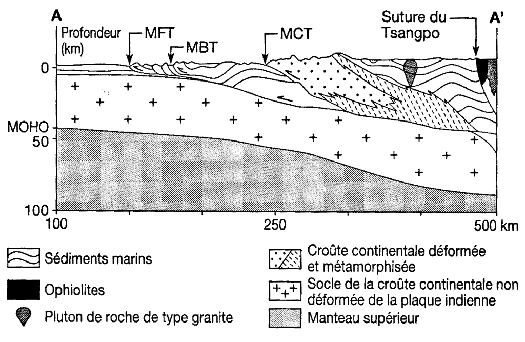 A
A'
Profondeur
(km)
MFT
MBT
MCT
Suture du
Tsangpo
0
MOHO
50
100
100
250
500 km
Sédiments marins
Ophiolites
Pluton de roche de type granite
Croûte continentale déformée
et métamorphisée
Socle de la croûte continentale non
déformée de la plaque indienne
Manteau supérieur